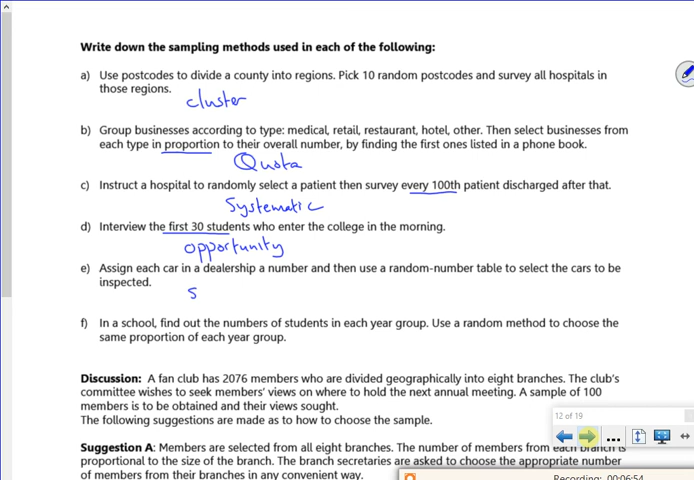 Write down the sampling methods used in each of the following:
a) Use postcodes to divide a county into regions. Pick 10 random postcodes and survey all hospitals in
those regions.
cluster
b) Group businesses according to type: medical, retail, restaurant, hotel, other. Then select businesses from
each type in proportion to their overall number, by finding the first ones listed in a phone book.
Quota
c) Instruct a hospital to randomly select a patient then survey every 100th patient discharged after that.
Systematic
d) Interview the first 30 students who enter the college in the morning.
opportunity
e) Assign each car in a dealership a number and then use a random-number table to select the cars to be
inspected.
s
f) In a school, find out the numbers of students in each year group. Use a random method to choose the
same proportion of each year group.
Discussion: A fan club has 2076 members who are divided geographically into eight branches. The club's
committee wishes to seek members' views on where to hold the next annual meeting. A sample of 100
members is to be obtained and their views sought.
The following suggestions are made as to how to choose the sample.
12 of 19
Suggestion A: Members are selected from all eight branches. The number of members from each branch is
proportional to the size of the branch. The branch secretaries are asked to choose the appropriate number
of members from their branches in any convenient way.
Recording: 00:06:54